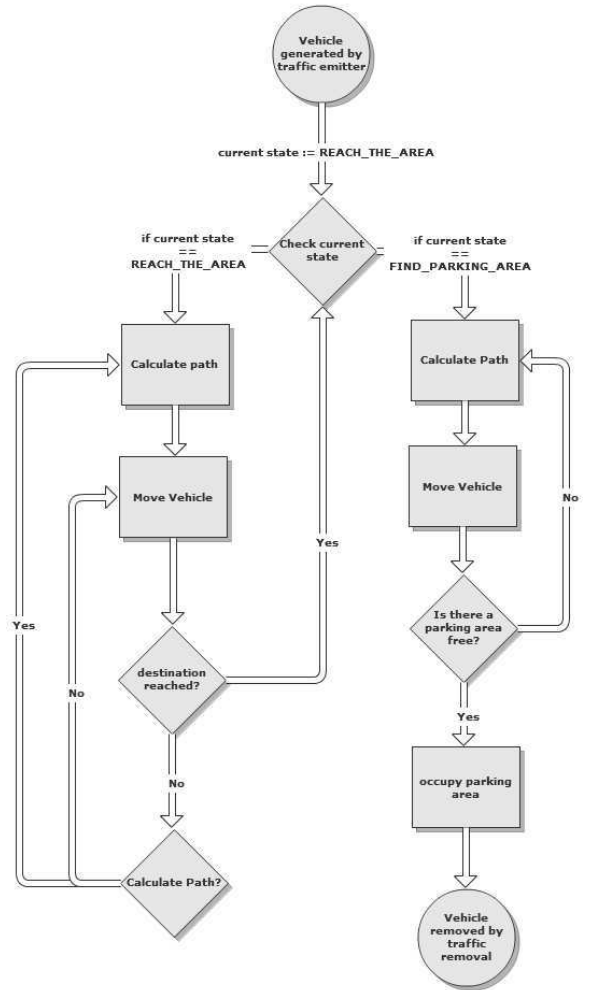 Vehicle
generated by
traffic emitter
current state := REACH_THE_AREA
Check current
state
if current state
==
REACH_THE_AREA
if current state
==
FIND_PARKING_AREA
Calculate path
Move Vehicle
destination
reached?
Yes
No
Yes
No
Calculate Path?
Calculate Path
Move Vehicle
No
Is there a
parking area
free?
Yes
occupy parking
area
Vehicle
removed by
traffic
removal